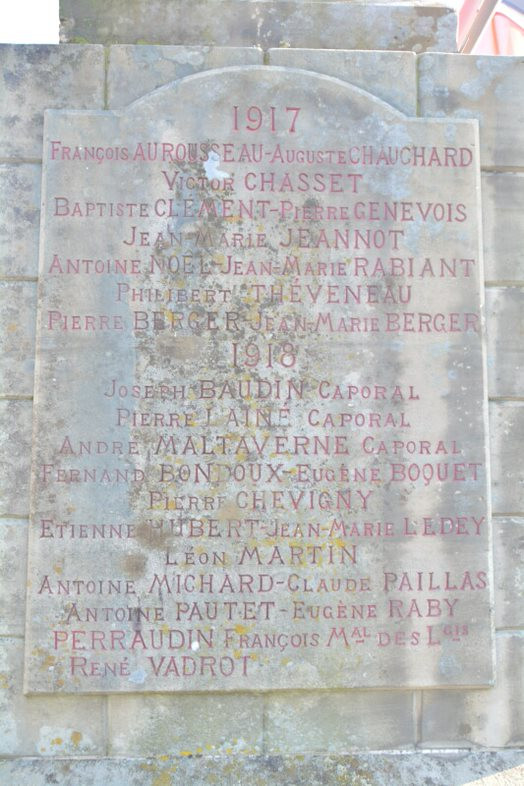 1917
FRANÇOIS AUROUSSEAU-AUGUSTE CHAUCHARD
VICTOR CHASSET
BAPTISTE CLÉMENT-PIERRE GENEVOIS
JEAN-MARIE JEANNOT
ANTOINE NOËL-JEAN-MARIE RABIANT
PHILIBERT THÉVENEAU
PIERRE BERGER JEAN-MARIE BERGER
1918
JOSEPH BAUDIN-CAPORAL
PIERRE LAINÉ-CAPORAL
ANDRE MALTAVERNE CAPORAL
FERNAND BONDOUX-EUGÈNE BOQUET
PIERRE CHEVIGNY
ETIENNE HUBERT-JEAN-MARIE LEDEY
LÉON MARTIN
ANTOINE MICHARD-CLAUDE PAILLAS
ANTOINE PAUTET-EUGÈNE RABY
PERRAUDIN FRANÇOIS MAL DES LGIS
RENÉ VADROT